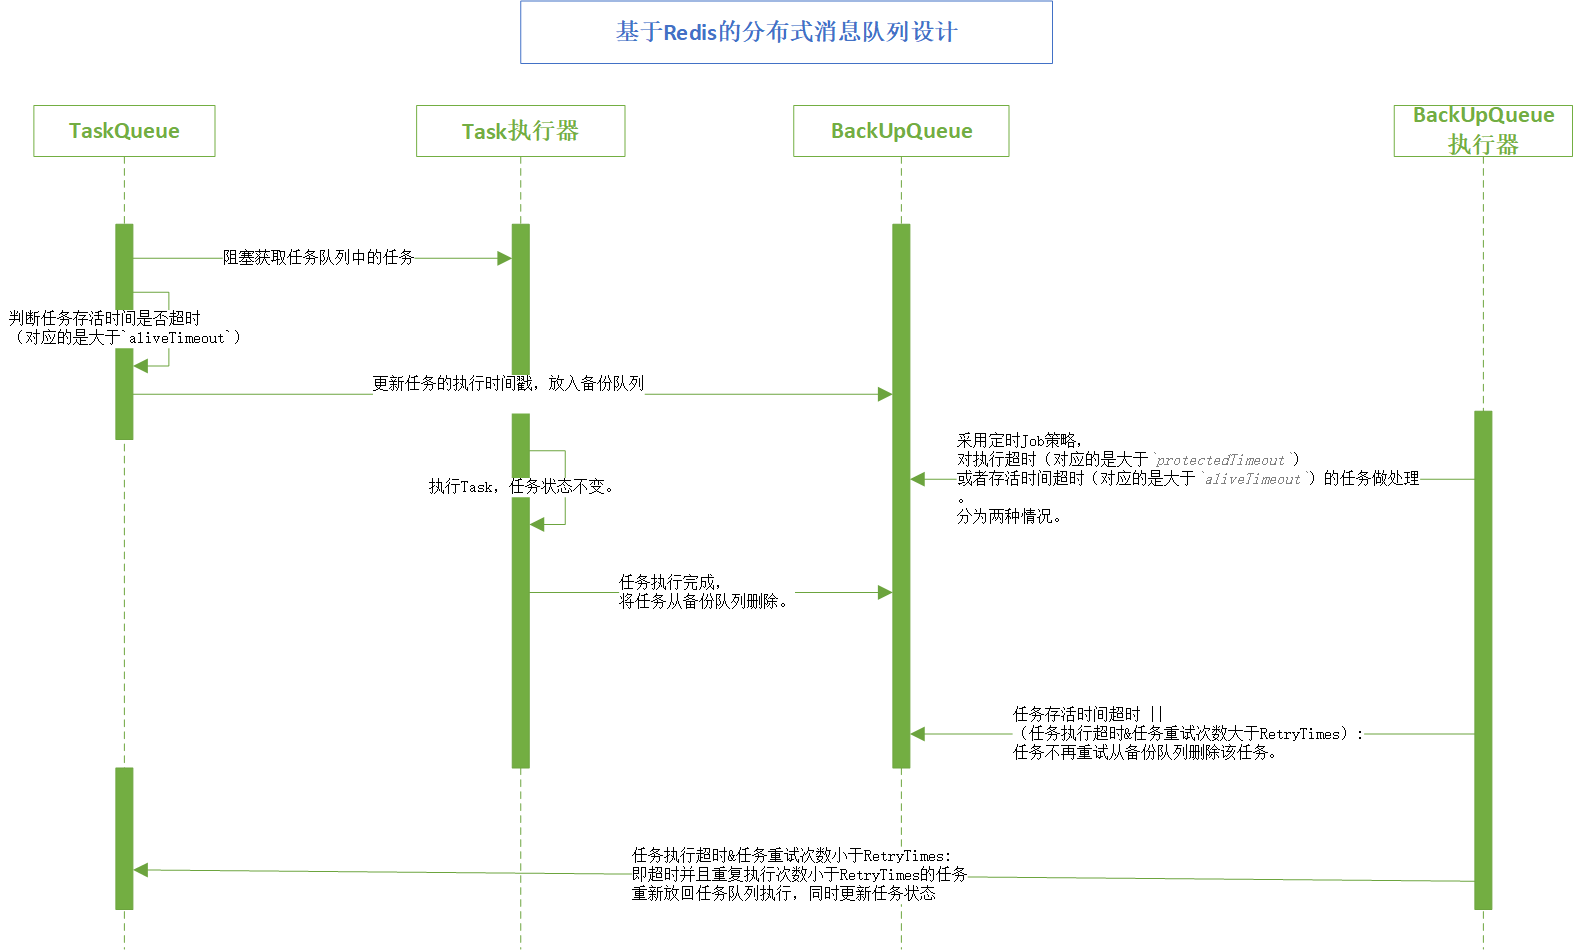 基于Redis的分布式消息队列设计
TaskQueue
Task执行器
BackUpQueue
BackUpQueue
执行器
阻塞获取任务队列中的任务
判断任务存活时间是否超时
（对应的是大于`aliveTimeout`）
更新任务的执行时间戳，放入备份队列
采用定时Job策略，
对执行超时（对应的是大于`protectedTimeout`）
或者存活时间超时（对应的是大于`aliveTimeout`）的任务做处理
。
分为两种情况。
执行Task，任务状态不变。
任务执行完成，
将任务从备份队列删除。
任务存活时间超时 ||
（任务执行超时&任务重试次数大于RetryTimes）:
任务不再重试从备份队列删除该任务。
任务执行超时&任务重试次数小于RetryTimes:
即超时并且重复执行次数小于RetryTimes的任务
重新放回任务队列执行，同时更新任务状态